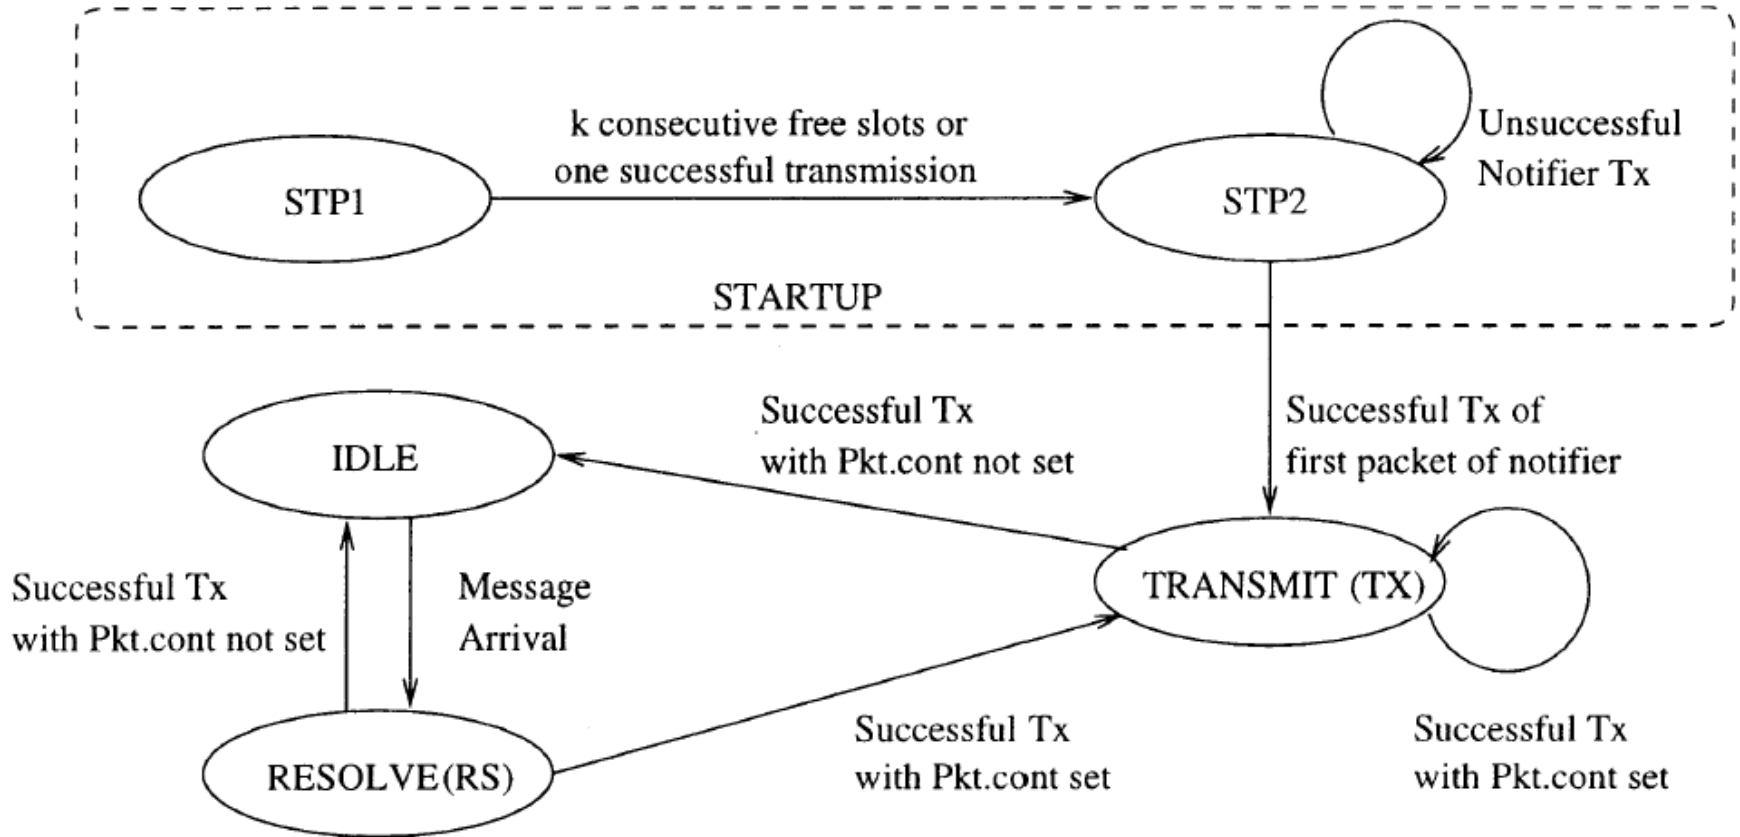 k consecutive free slots or
one successful transmission
Unsuccessful
Notifier Tx
STP1
STP2
STARTUP
Successful Tx
with Pkt.cont not set
Successful Tx of
first packet of notifier
IDLE
TRANSMIT (TX)
Successful Tx
with Pkt.cont not set
Message
Arrival
RESOLVE(RS)
Successful Tx
with Pkt.cont set
Successful Tx
with Pkt.cont set